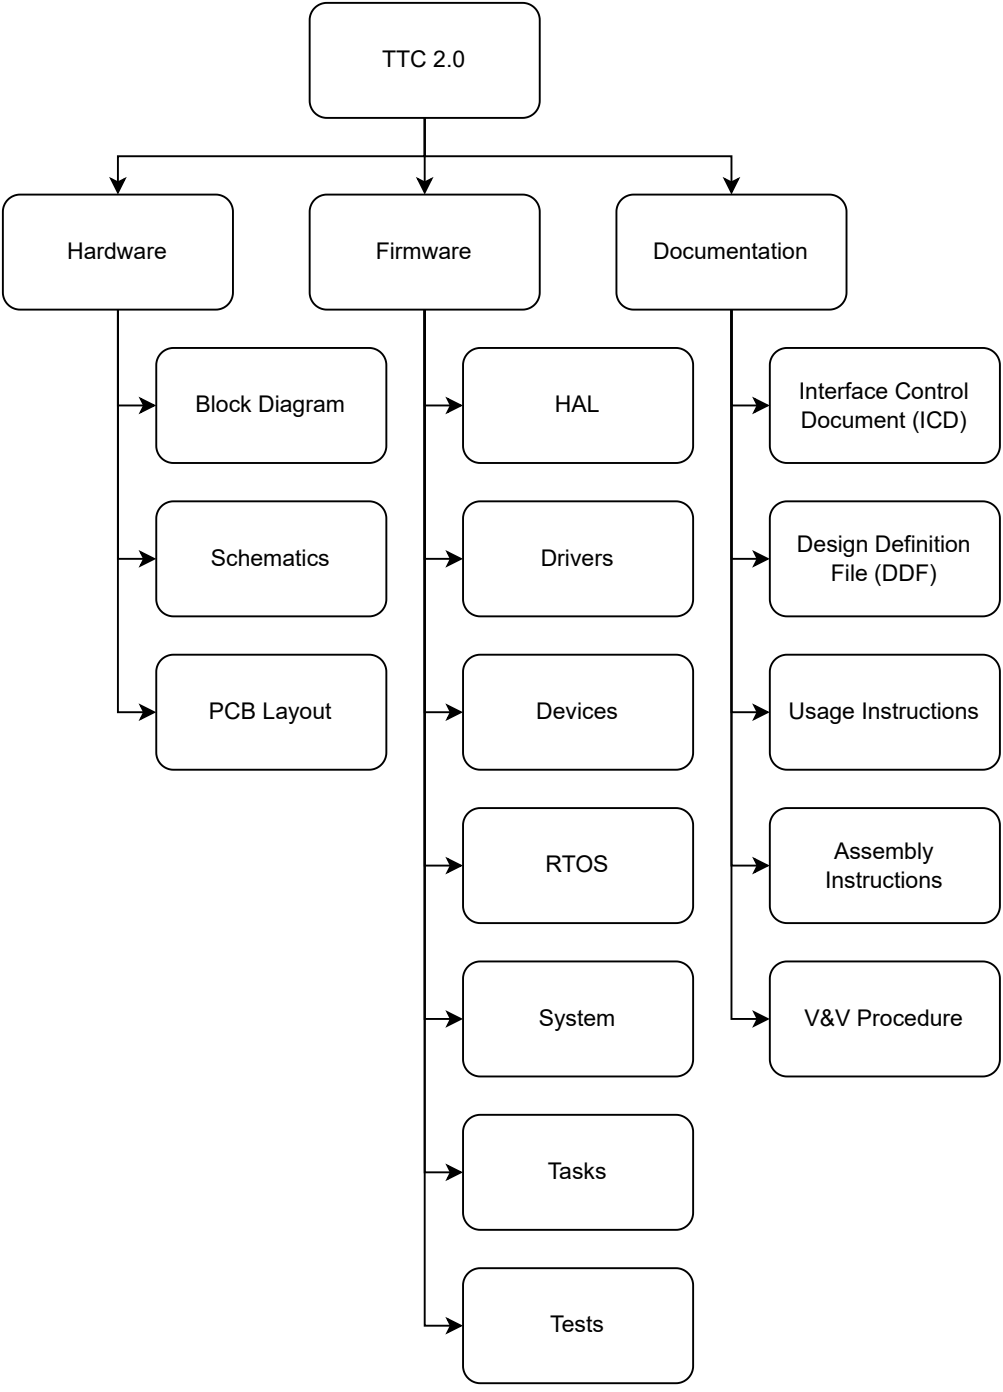 TTC 2.0
Hardware
Firmware
Documentation
Block Diagram
HAL
Interface Control
Document (ICD)
Schematics
Drivers
Design Definition
File (DDF)
PCB Layout
Devices
Usage Instructions
RTOS
Assembly
Instructions
System
V&V Procedure
Tasks
Tests